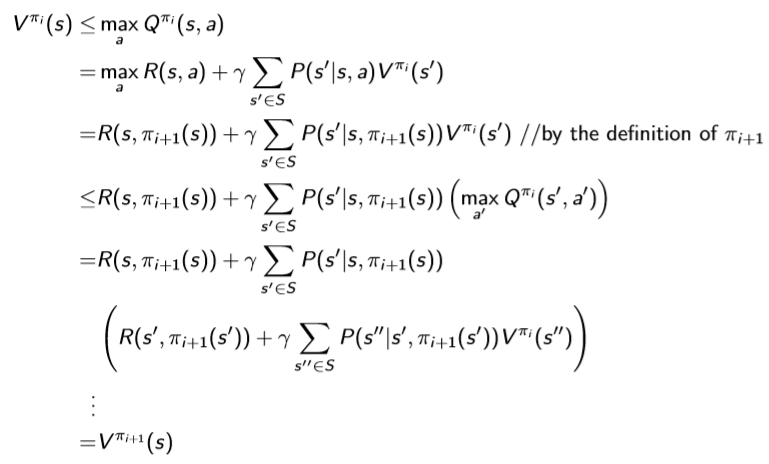 V^{π_i}(s) ≤ max_a Q^{π_i}(s, a)
= max_a R(s, a) + γ ∑_{s′∈S} P(s′|s, a)V^{π_i}(s′)
=R(s, π_{i+1}(s)) + γ ∑_{s′∈S} P(s′|s, π_{i+1}(s))V^{π_i}(s′) //by the definition of π_{i+1}
≤R(s, π_{i+1}(s)) + γ ∑_{s′∈S} P(s′|s, π_{i+1}(s)) (max_{a′} Q^{π_i}(s′, a′))
=R(s, π_{i+1}(s)) + γ ∑_{s′∈S} P(s′|s, π_{i+1}(s))
(R(s′, π_{i+1}(s′)) + γ ∑_{s″∈S} P(s″|s′, π_{i+1}(s′))V^{π_i}(s″))
⋮
=V^{π_{i+1}}(s)